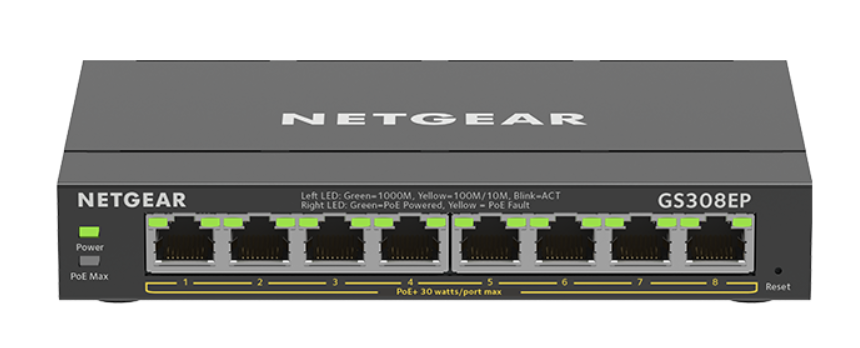 NETGEAR
NETGEAR
Left LED: Green=1000M, Yellow=100M/10M, Blink=ACT
Right LED: Green=PoE Powered, Yellow = PoE Fault
GS308EP
Power
PoE Max
1 2 3 4 5 6 7 8
PoE+ 30 watts/port max
Reset